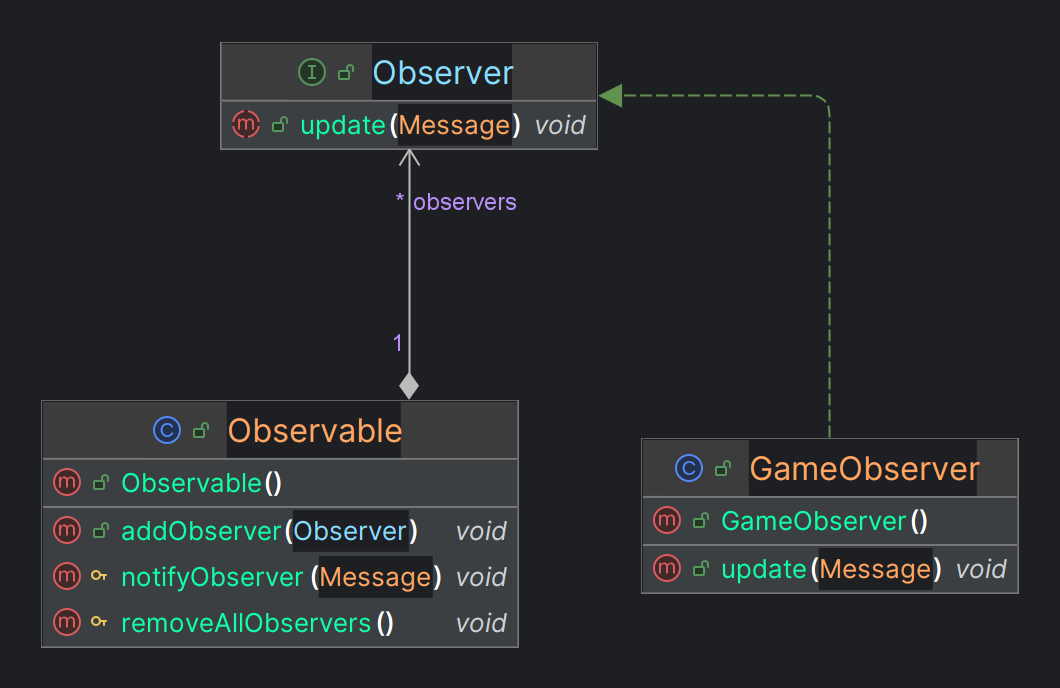 Observer
update(Message) void
* observers
1
Observable
Observable()
addObserver(Observer) void
notifyObserver (Message) void
removeAllObservers () void
GameObserver
GameObserver()
update(Message) void